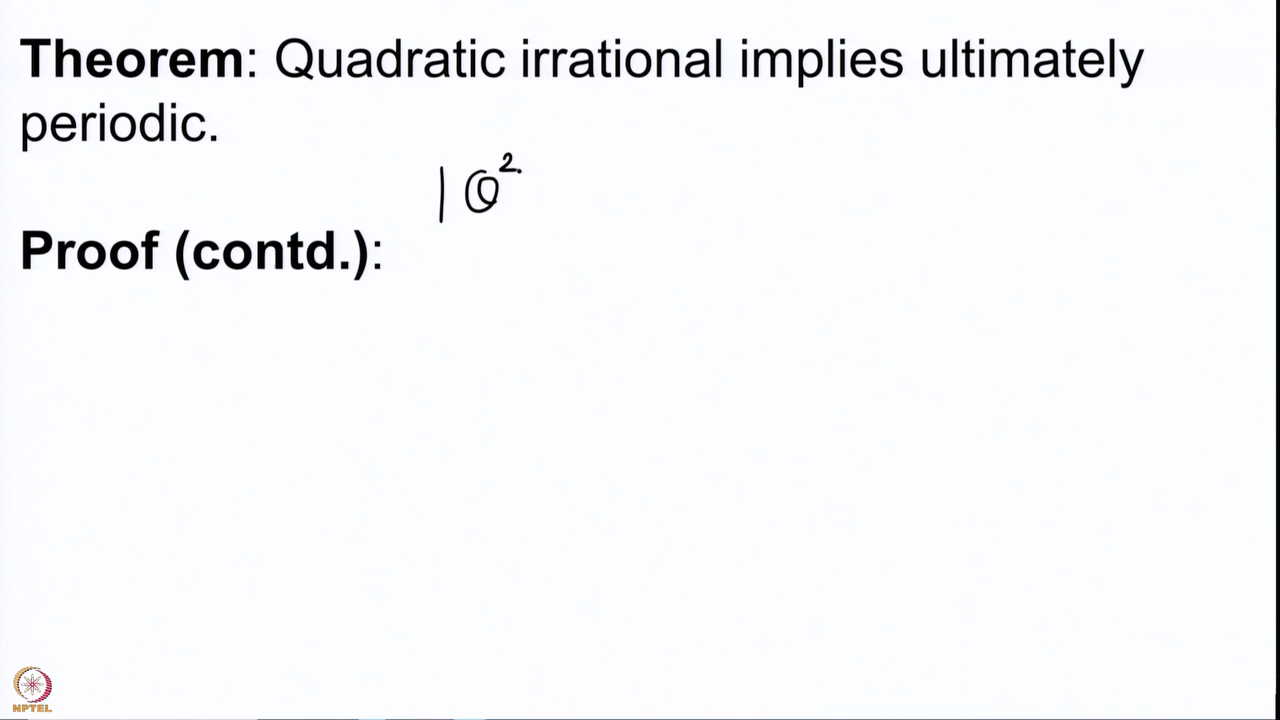 Theorem: Quadratic irrational implies ultimately
periodic.
Proof (contd.):
NPTEL